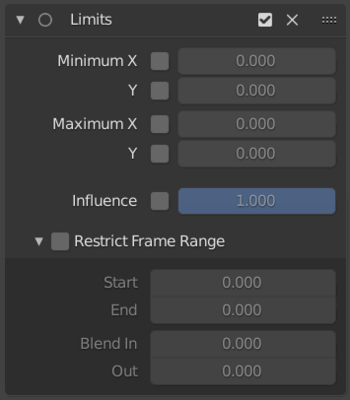 Limits
Minimum X 0.000
Y 0.000
Maximum X 0.000
Y 0.000
Influence 1.000
Restrict Frame Range
Start 0.000
End 0.000
Blend In 0.000
Out 0.000